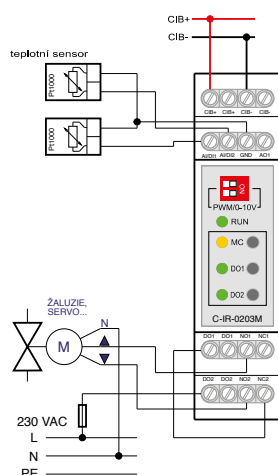 CIB+
CIB-
teplotní sensor
Pt1000
CIB+ CIB+ CIB- CIB-
Pt1000
AI/DI1 AI/DI2 GND AO1
NO
PWM/0-10V
RUN
MC
DO1
DO2
ŽALUZIE,
SERVO...
N
M
C-IR-0203M
DO1 DO1 NO1 NC1
DO2 DO2 NO2 NC2
230 VAC
L
N
PE